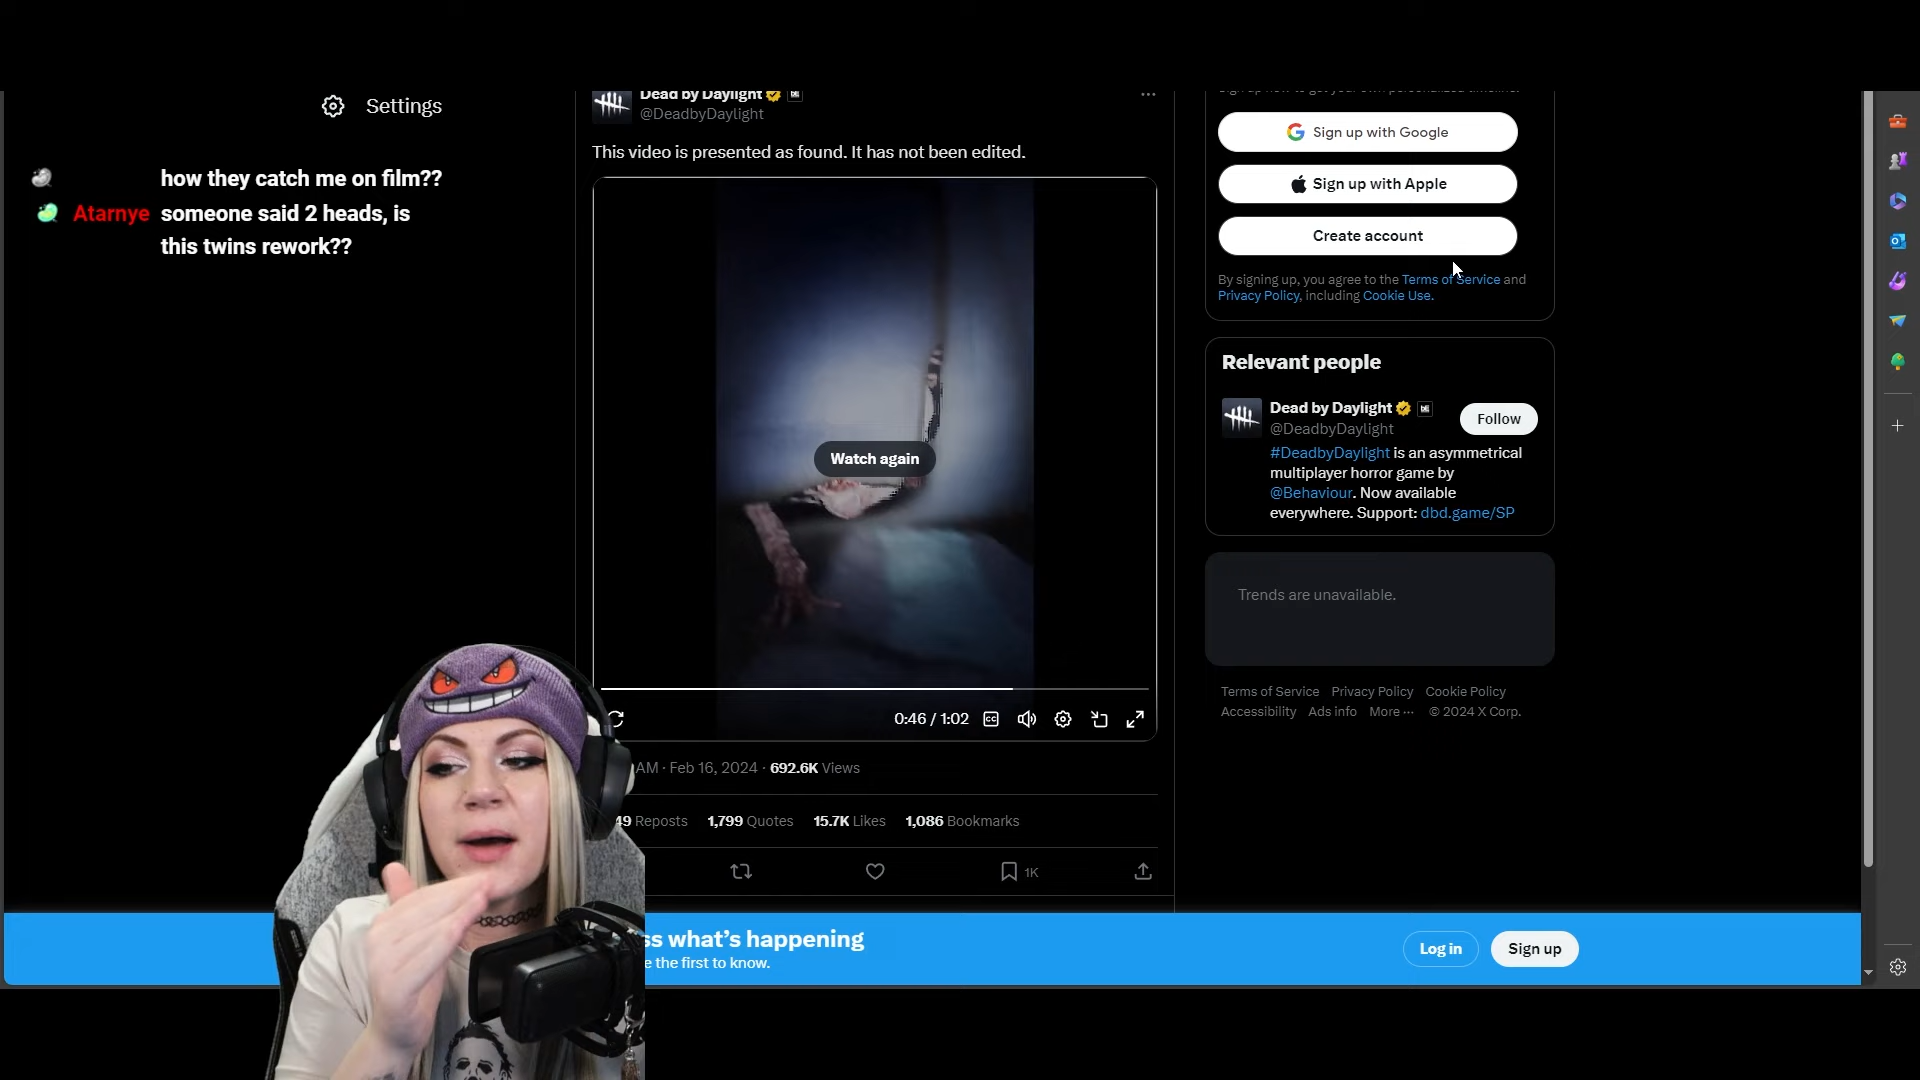 Settings
how they catch me on film??
Atarnye someone said 2 heads, is
this twins rework??
Dead by Daylight
@DeadbyDaylight
This video is presented as found. It has not been edited.
Watch again
0:46 / 1:02
AM · Feb 16, 2024 · 692.6K Views
49 Reposts 1,799 Quotes 15.7K Likes 1,086 Bookmarks
1K
Sign up with Google
Sign up with Apple
Create account
By signing up, you agree to the Terms of Service and
Privacy Policy, including Cookie Use.
Relevant people
Dead by Daylight
@DeadbyDaylight
Follow
#DeadbyDaylight is an asymmetrical
multiplayer horror game by
@Behaviour. Now available
everywhere. Support: dbd.game/SP
Trends are unavailable.
Terms of Service Privacy Policy Cookie Policy
Accessibility Ads info More ··· © 2024 X Corp.
ss what's happening
e the first to know.
Log in
Sign up